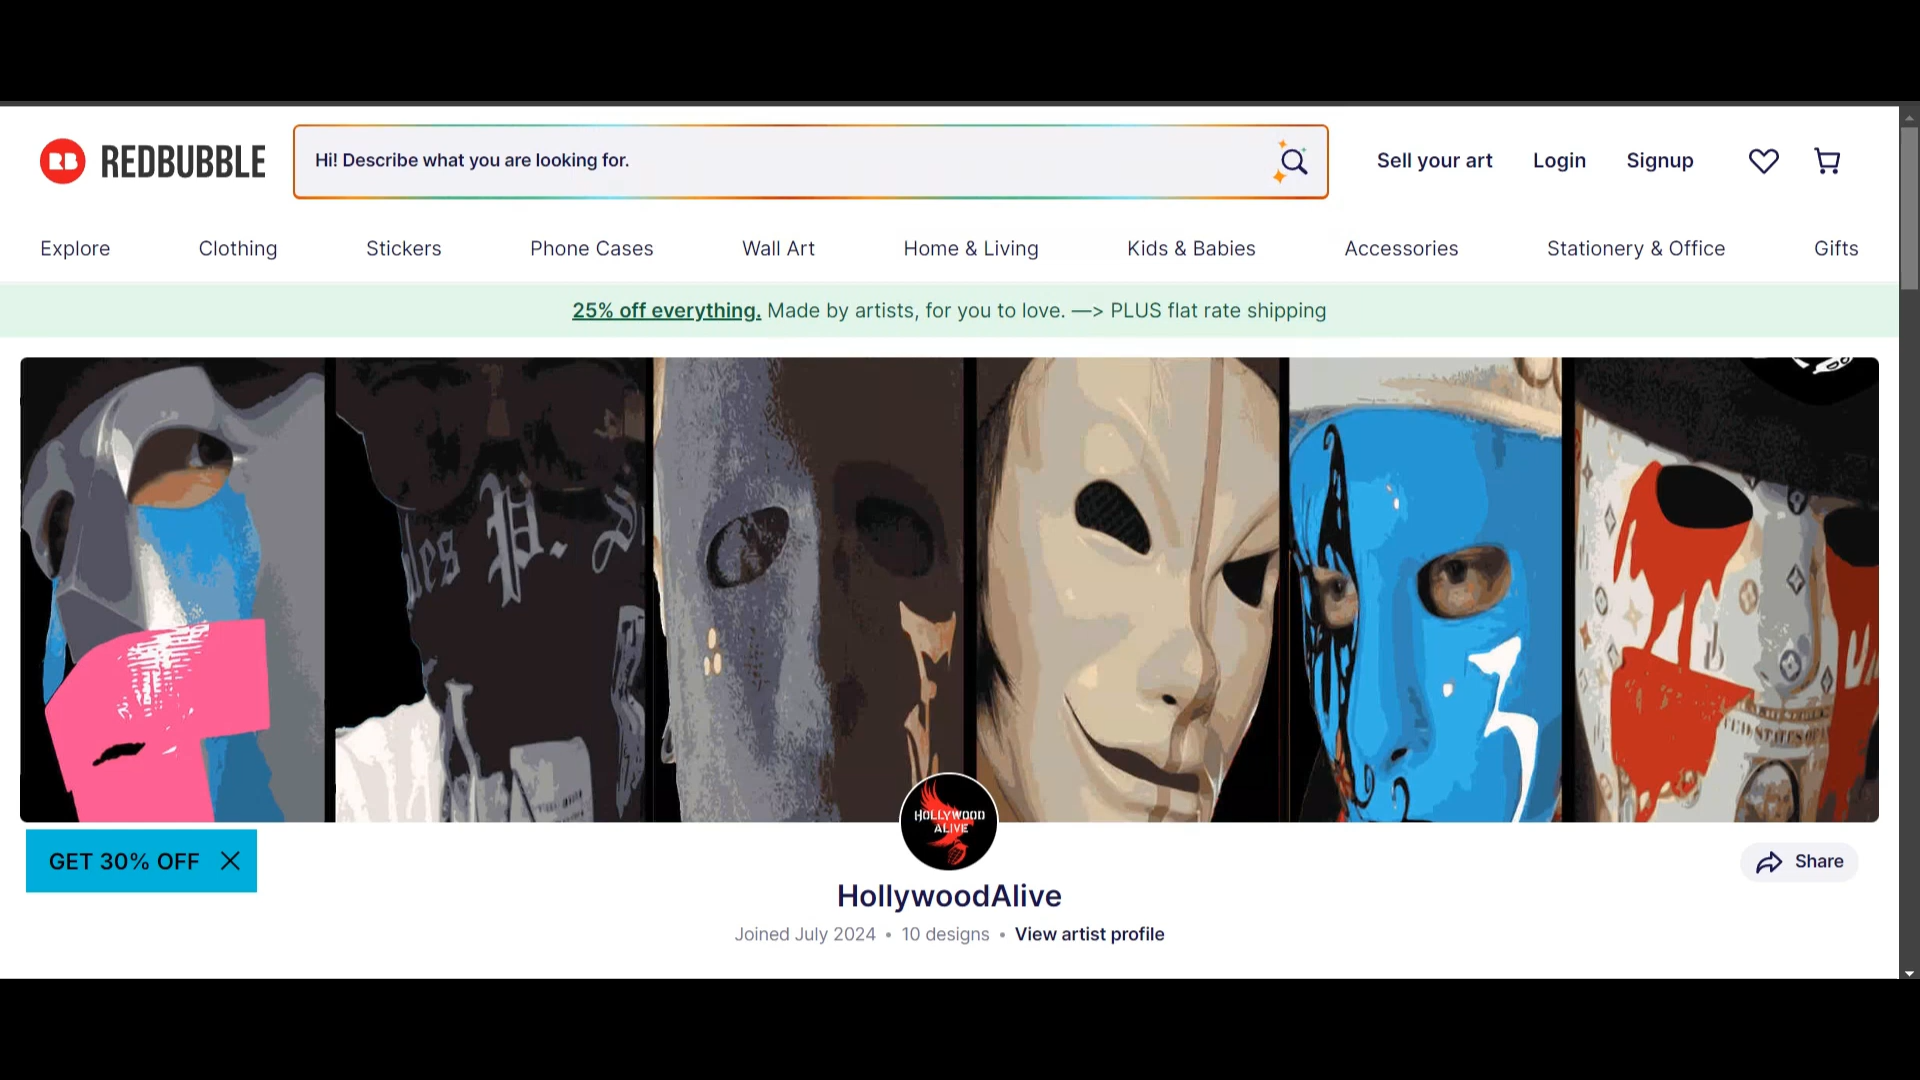 RB REDBUBBLE
Hi! Describe what you are looking for.
Sell your art
Login
Signup
Explore
Clothing
Stickers
Phone Cases
Wall Art
Home & Living
Kids & Babies
Accessories
Stationery & Office
Gifts
25% off everything. Made by artists, for you to love. —> PLUS flat rate shipping
les P. S
3
HOLLYWOOD
ALIVE
GET 30% OFF
Share
HollywoodAlive
Joined July 2024 • 10 designs • View artist profile